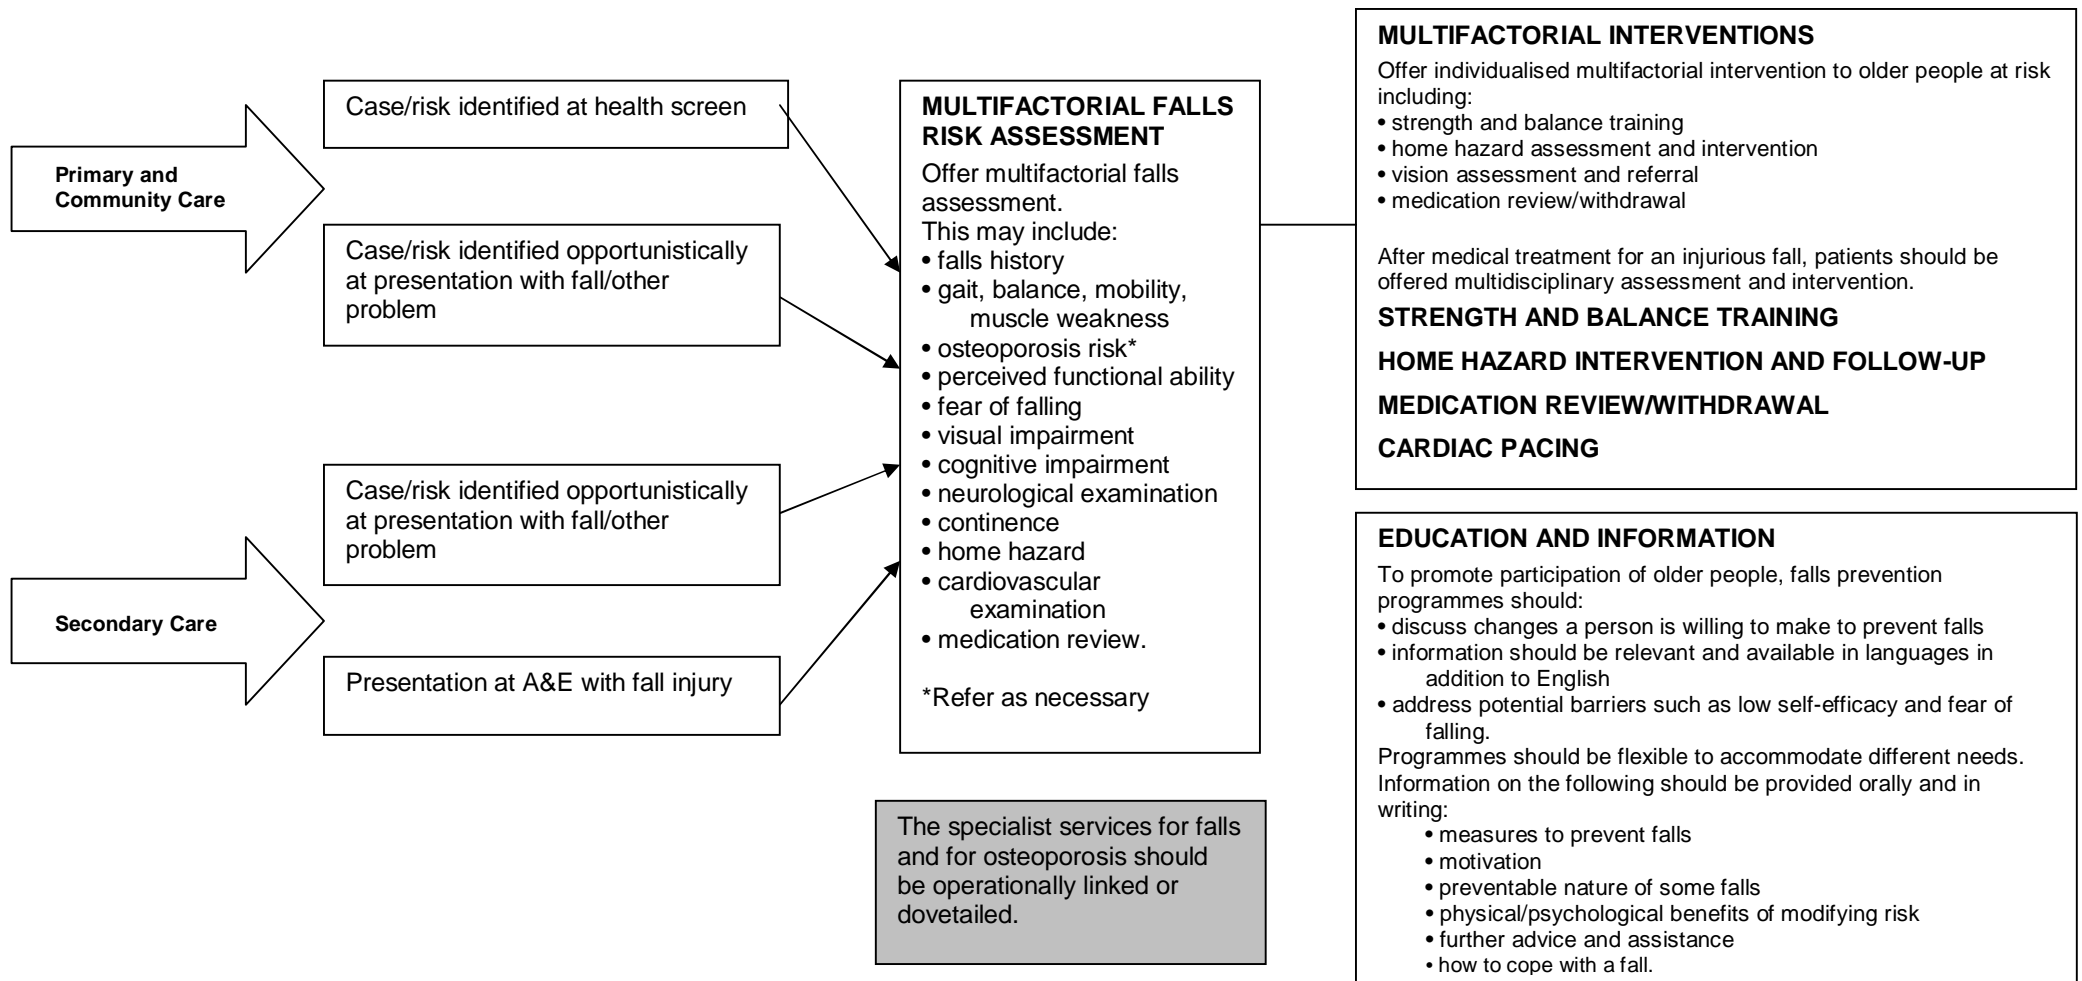 Primary and
Community Care
Case/risk identified at health screen
Case/risk identified opportunistically
at presentation with fall/other
problem
Secondary Care
Case/risk identified opportunistically
at presentation with fall/other
problem
Presentation at A&E with fall injury
MULTIFACTORIAL FALLS
RISK ASSESSMENT
Offer multifactorial falls
assessment.
This may include:
• falls history
• gait, balance, mobility,
muscle weakness
• osteoporosis risk*
• perceived functional ability
• fear of falling
• visual impairment
• cognitive impairment
• neurological examination
• continence
• home hazard
• cardiovascular
examination
• medication review.
*Refer as necessary
The specialist services for falls
and for osteoporosis should
be operationally linked or
dovetailed.
MULTIFACTORIAL INTERVENTIONS
Offer individualised multifactorial intervention to older people at risk
including:
• strength and balance training
• home hazard assessment and intervention
• vision assessment and referral
• medication review/withdrawal
After medical treatment for an injurious fall, patients should be
offered multidisciplinary assessment and intervention.
STRENGTH AND BALANCE TRAINING
HOME HAZARD INTERVENTION AND FOLLOW-UP
MEDICATION REVIEW/WITHDRAWAL
CARDIAC PACING
EDUCATION AND INFORMATION
To promote participation of older people, falls prevention
programmes should:
• discuss changes a person is willing to make to prevent falls
• information should be relevant and available in languages in
addition to English
• address potential barriers such as low self-efficacy and fear of
falling.
Programmes should be flexible to accommodate different needs.
Information on the following should be provided orally and in
writing:
• measures to prevent falls
• motivation
• preventable nature of some falls
• physical/psychological benefits of modifying risk
• further advice and assistance
• how to cope with a fall.